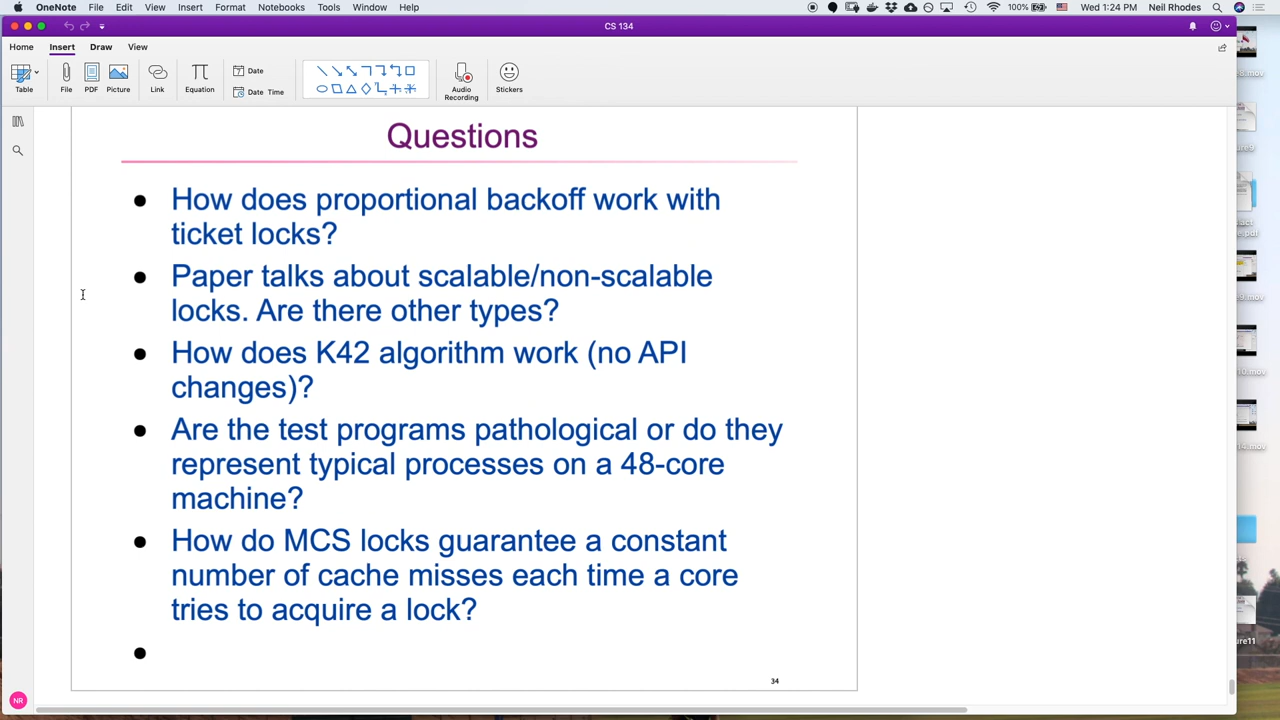 OneNote File Edit View Insert Format Notebooks Tools Window Help
100% Wed 1:24 PM Neil Rhodes
CS 134
Home Insert Draw View
Table File PDF Picture Link Equation Date Date Time Audio Recording Stickers
Questions
• How does proportional backoff work with
ticket locks?
• Paper talks about scalable/non-scalable
locks. Are there other types?
• How does K42 algorithm work (no API
changes)?
• Are the test programs pathological or do they
represent typical processes on a 48-core
machine?
• How do MCS locks guarantee a constant
number of cache misses each time a core
tries to acquire a lock?
•
34
NR